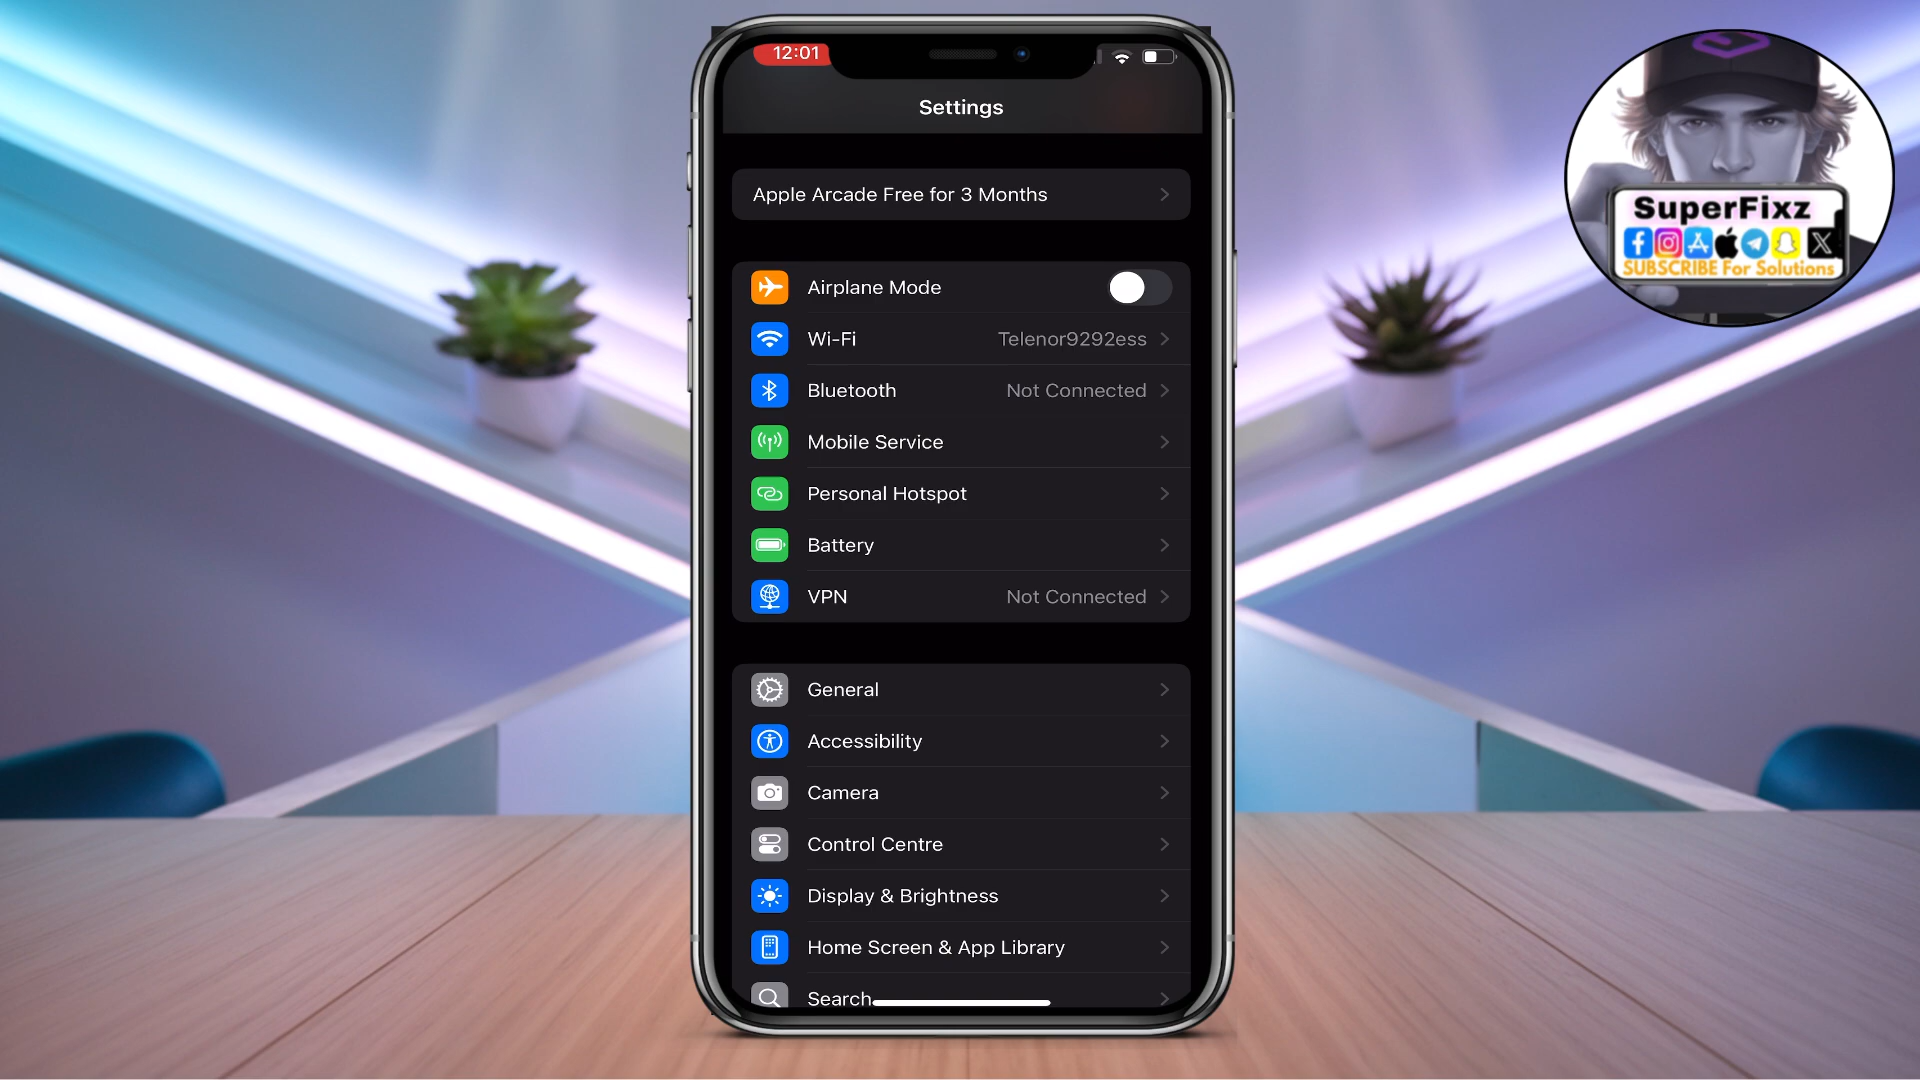 12:01
Settings
Apple Arcade Free for 3 Months
Airplane Mode
Wi-Fi Telenor9292ess
Bluetooth Not Connected
Mobile Service
Personal Hotspot
Battery
VPN Not Connected
General
Accessibility
Camera
Control Centre
Display & Brightness
Home Screen & App Library
Search
SuperFixz
SUBSCRIBE For Solutions